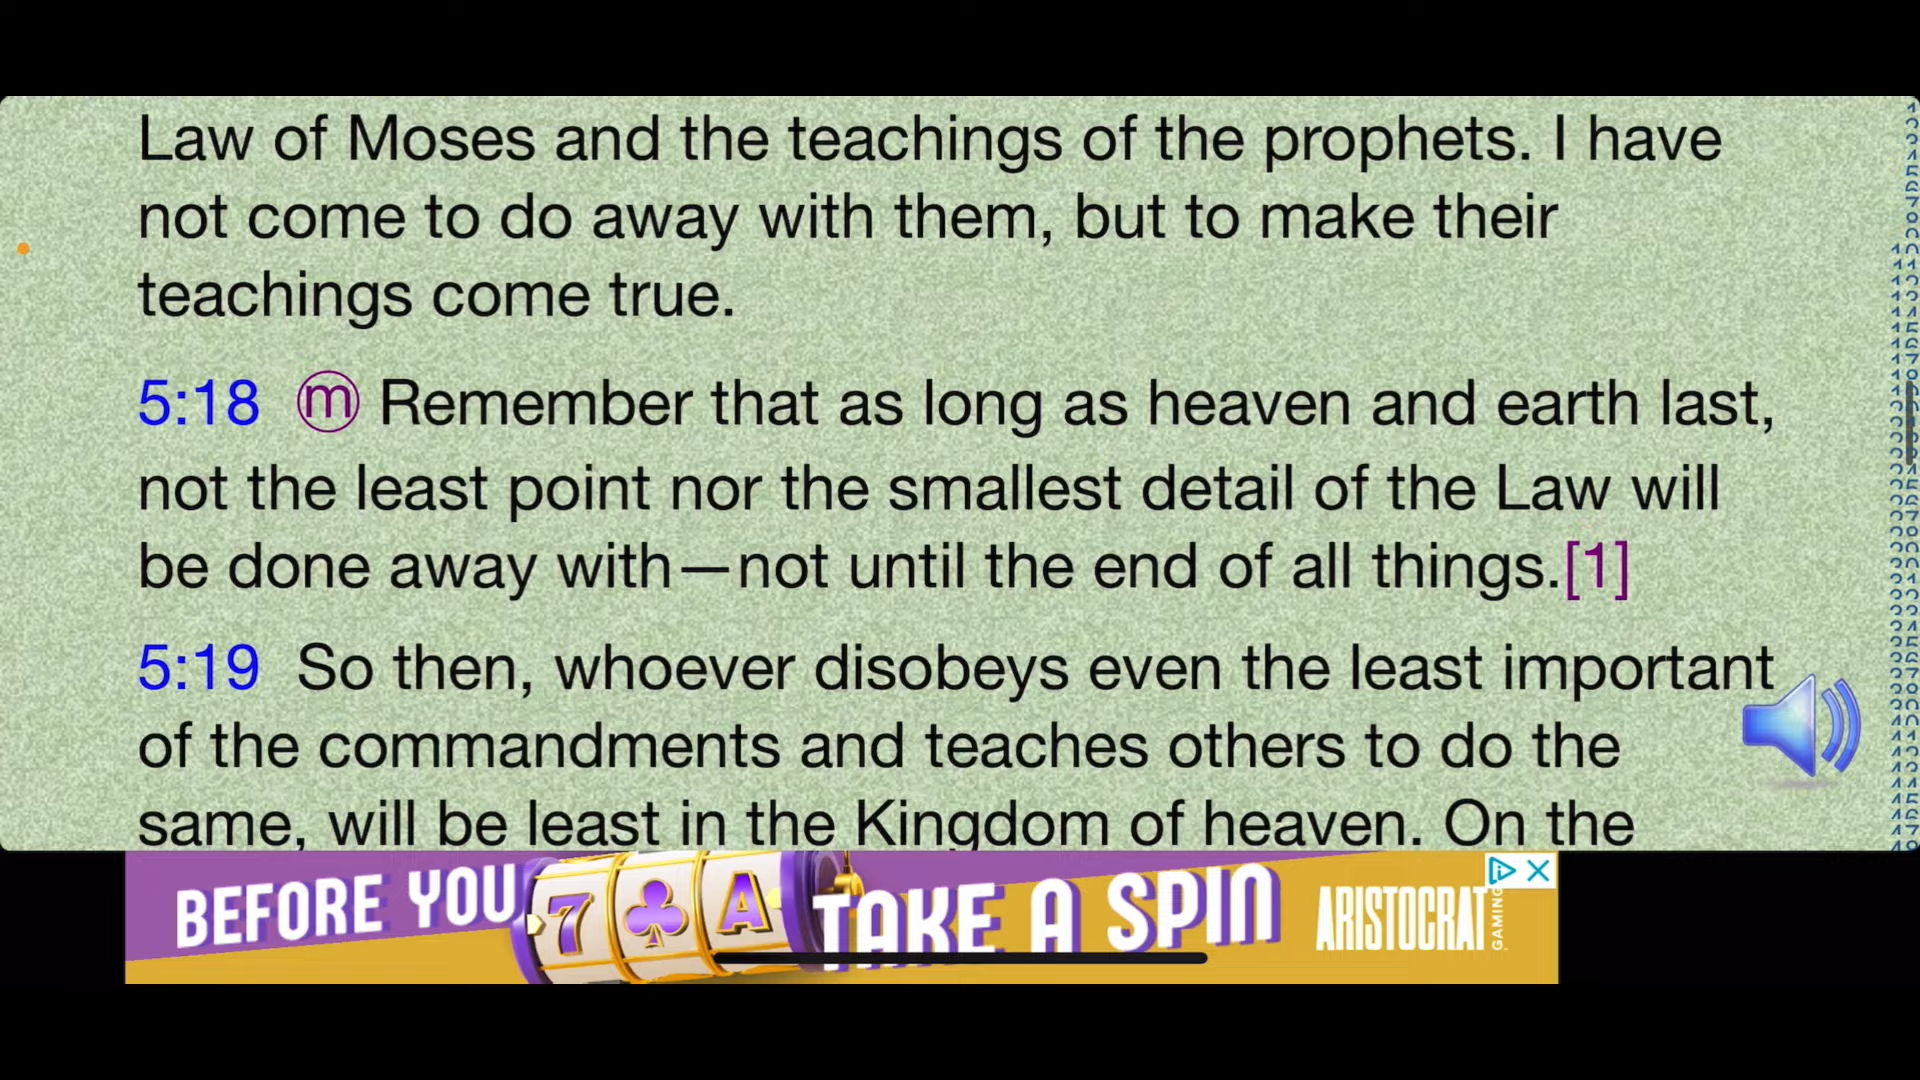 Law of Moses and the teachings of the prophets. I have
not come to do away with them, but to make their
teachings come true.
5:18 ⓜ Remember that as long as heaven and earth last,
not the least point nor the smallest detail of the Law will
be done away with—not until the end of all things.[1]
5:19 So then, whoever disobeys even the least important
of the commandments and teaches others to do the
same, will be least in the Kingdom of heaven. On the
BEFORE YOU 7 A TAKE A SPIN ARISTOCRAT GAMING